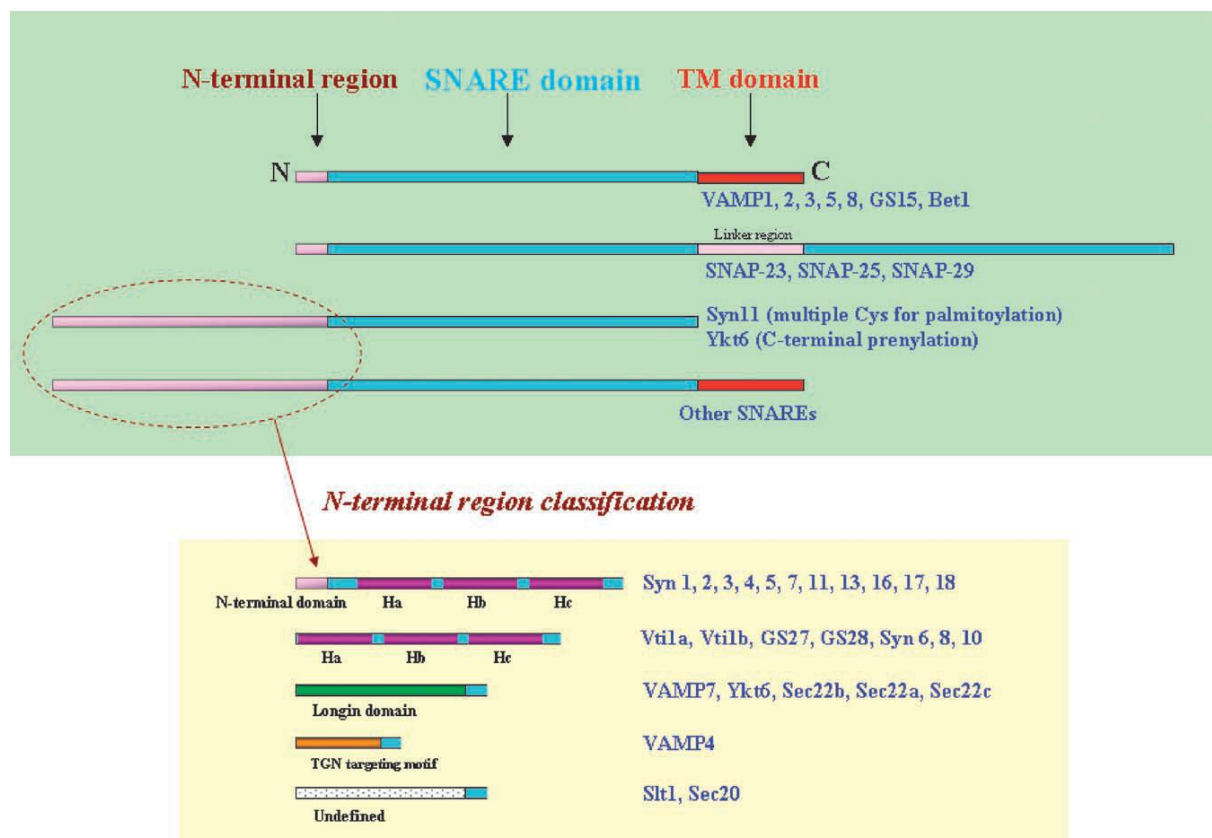 N-terminal region SNARE domain TM domain
N C
VAMP1, 2, 3, 5, 8, GS15, Bet1
Linker region
SNAP-23, SNAP-25, SNAP-29
Syn11 (multiple Cys for palmitoylation)
Ykt6 (C-terminal prenylation)
Other SNAREs
N-terminal region classification
Syn 1, 2, 3, 4, 5, 7, 11, 13, 16, 17, 18
N-terminal domain Ha Hb Hc
Vti1a, Vti1b, GS27, GS28, Syn 6, 8, 10
Ha Hb Hc
VAMP7, Ykt6, Sec22b, Sec22a, Sec22c
Longin domain
VAMP4
TGN targeting motif
Slt1, Sec20
Undefined